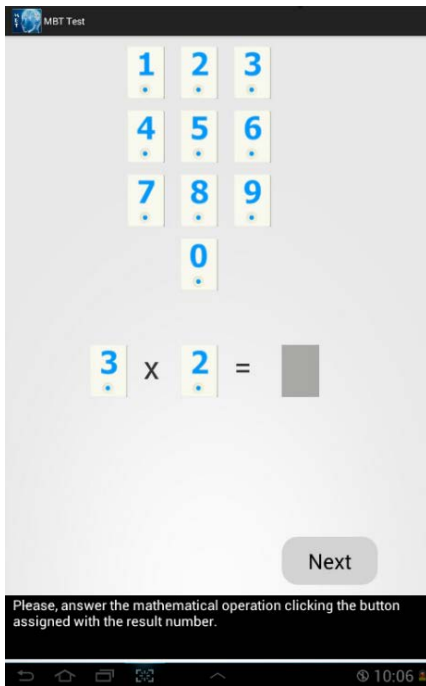 MBT Test
1 2 3
4 5 6
7 8 9
0
3 x 2 =
Next
Please, answer the mathematical operation clicking the button
assigned with the result number.
10:06